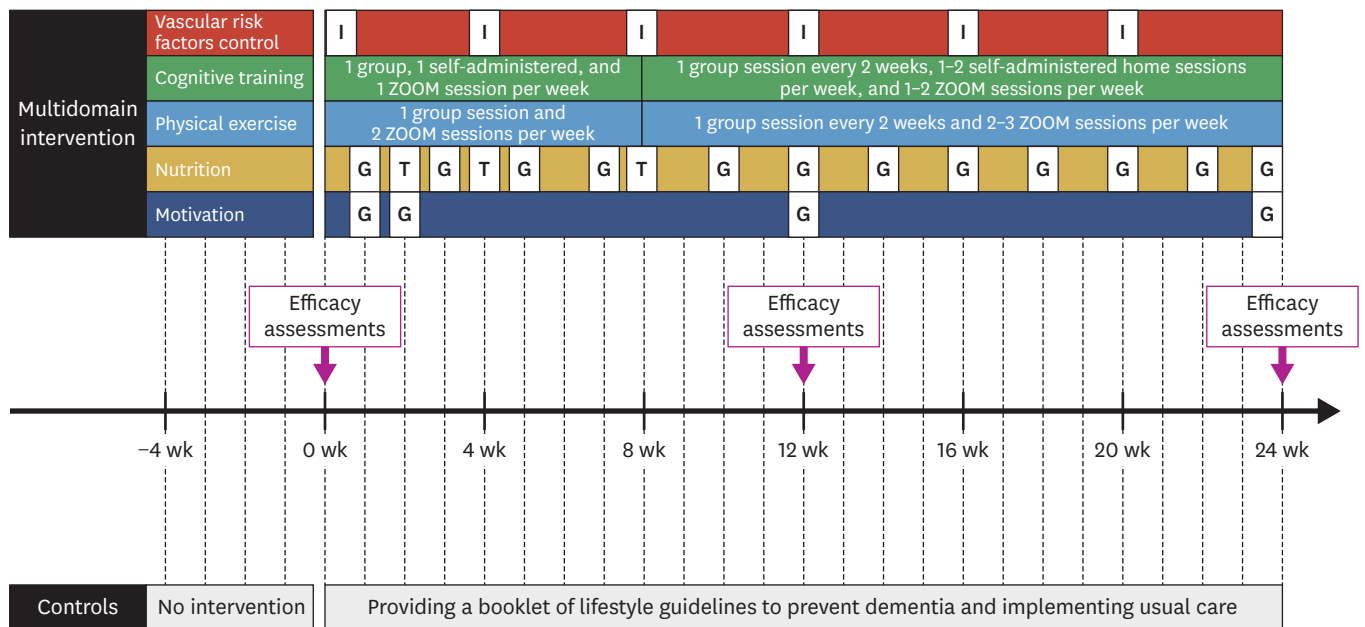 Multidomain
intervention
Vascular risk
factors control
I I I I I I
Cognitive training
1 group, 1 self-administered, and
1 ZOOM session per week
1 group session every 2 weeks, 1–2 self-administered home sessions
per week, and 1–2 ZOOM sessions per week
Physical exercise
1 group session and
2 ZOOM sessions per week
1 group session every 2 weeks and 2–3 ZOOM sessions per week
Nutrition
G T G T G G T G G G G G G G G
Motivation
G G G G
Efficacy
assessments
Efficacy
assessments
Efficacy
assessments
−4 wk 0 wk 4 wk 8 wk 12 wk 16 wk 20 wk 24 wk
Controls
No intervention
Providing a booklet of lifestyle guidelines to prevent dementia and implementing usual care